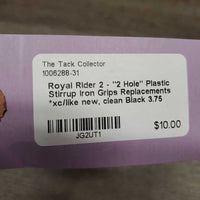 The Tack Collector
1006286-31
Royal Rider 2 - "2 Hole" Plastic
Stirrup Iron Grips Replacements
*xc/like new, clean Black 3.75
$10.00
JG2UT1